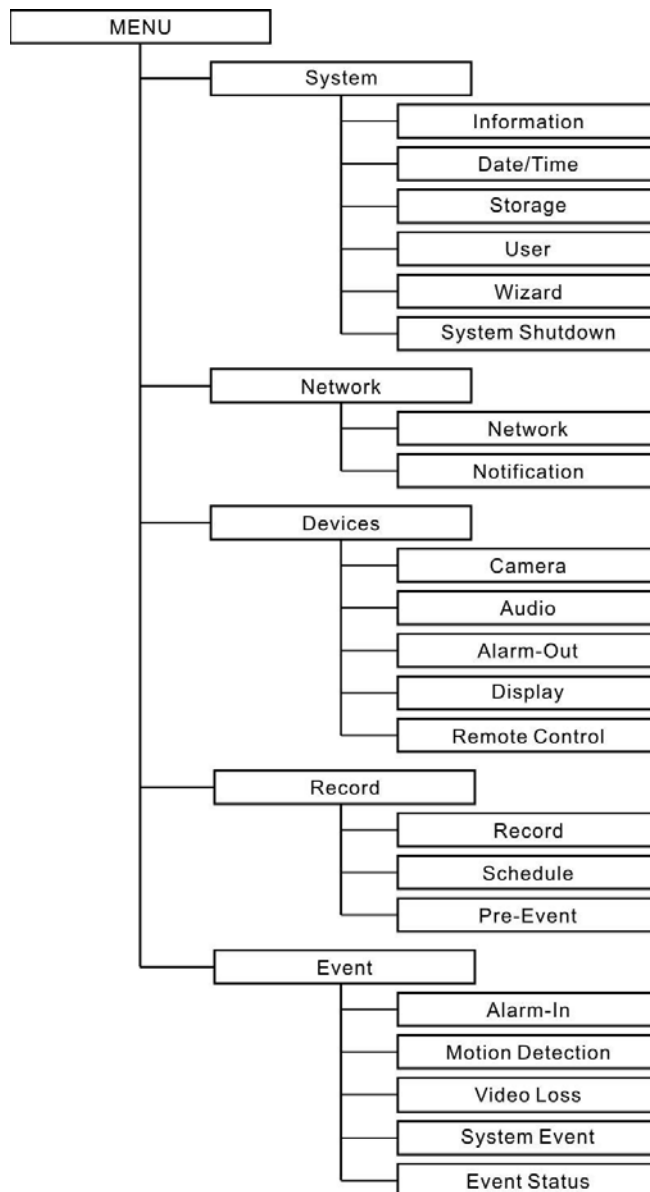 MENU
System
Information
Date/Time
Storage
User
Wizard
System Shutdown
Network
Network
Notification
Devices
Camera
Audio
Alarm-Out
Display
Remote Control
Record
Record
Schedule
Pre-Event
Event
Alarm-In
Motion Detection
Video Loss
System Event
Event Status